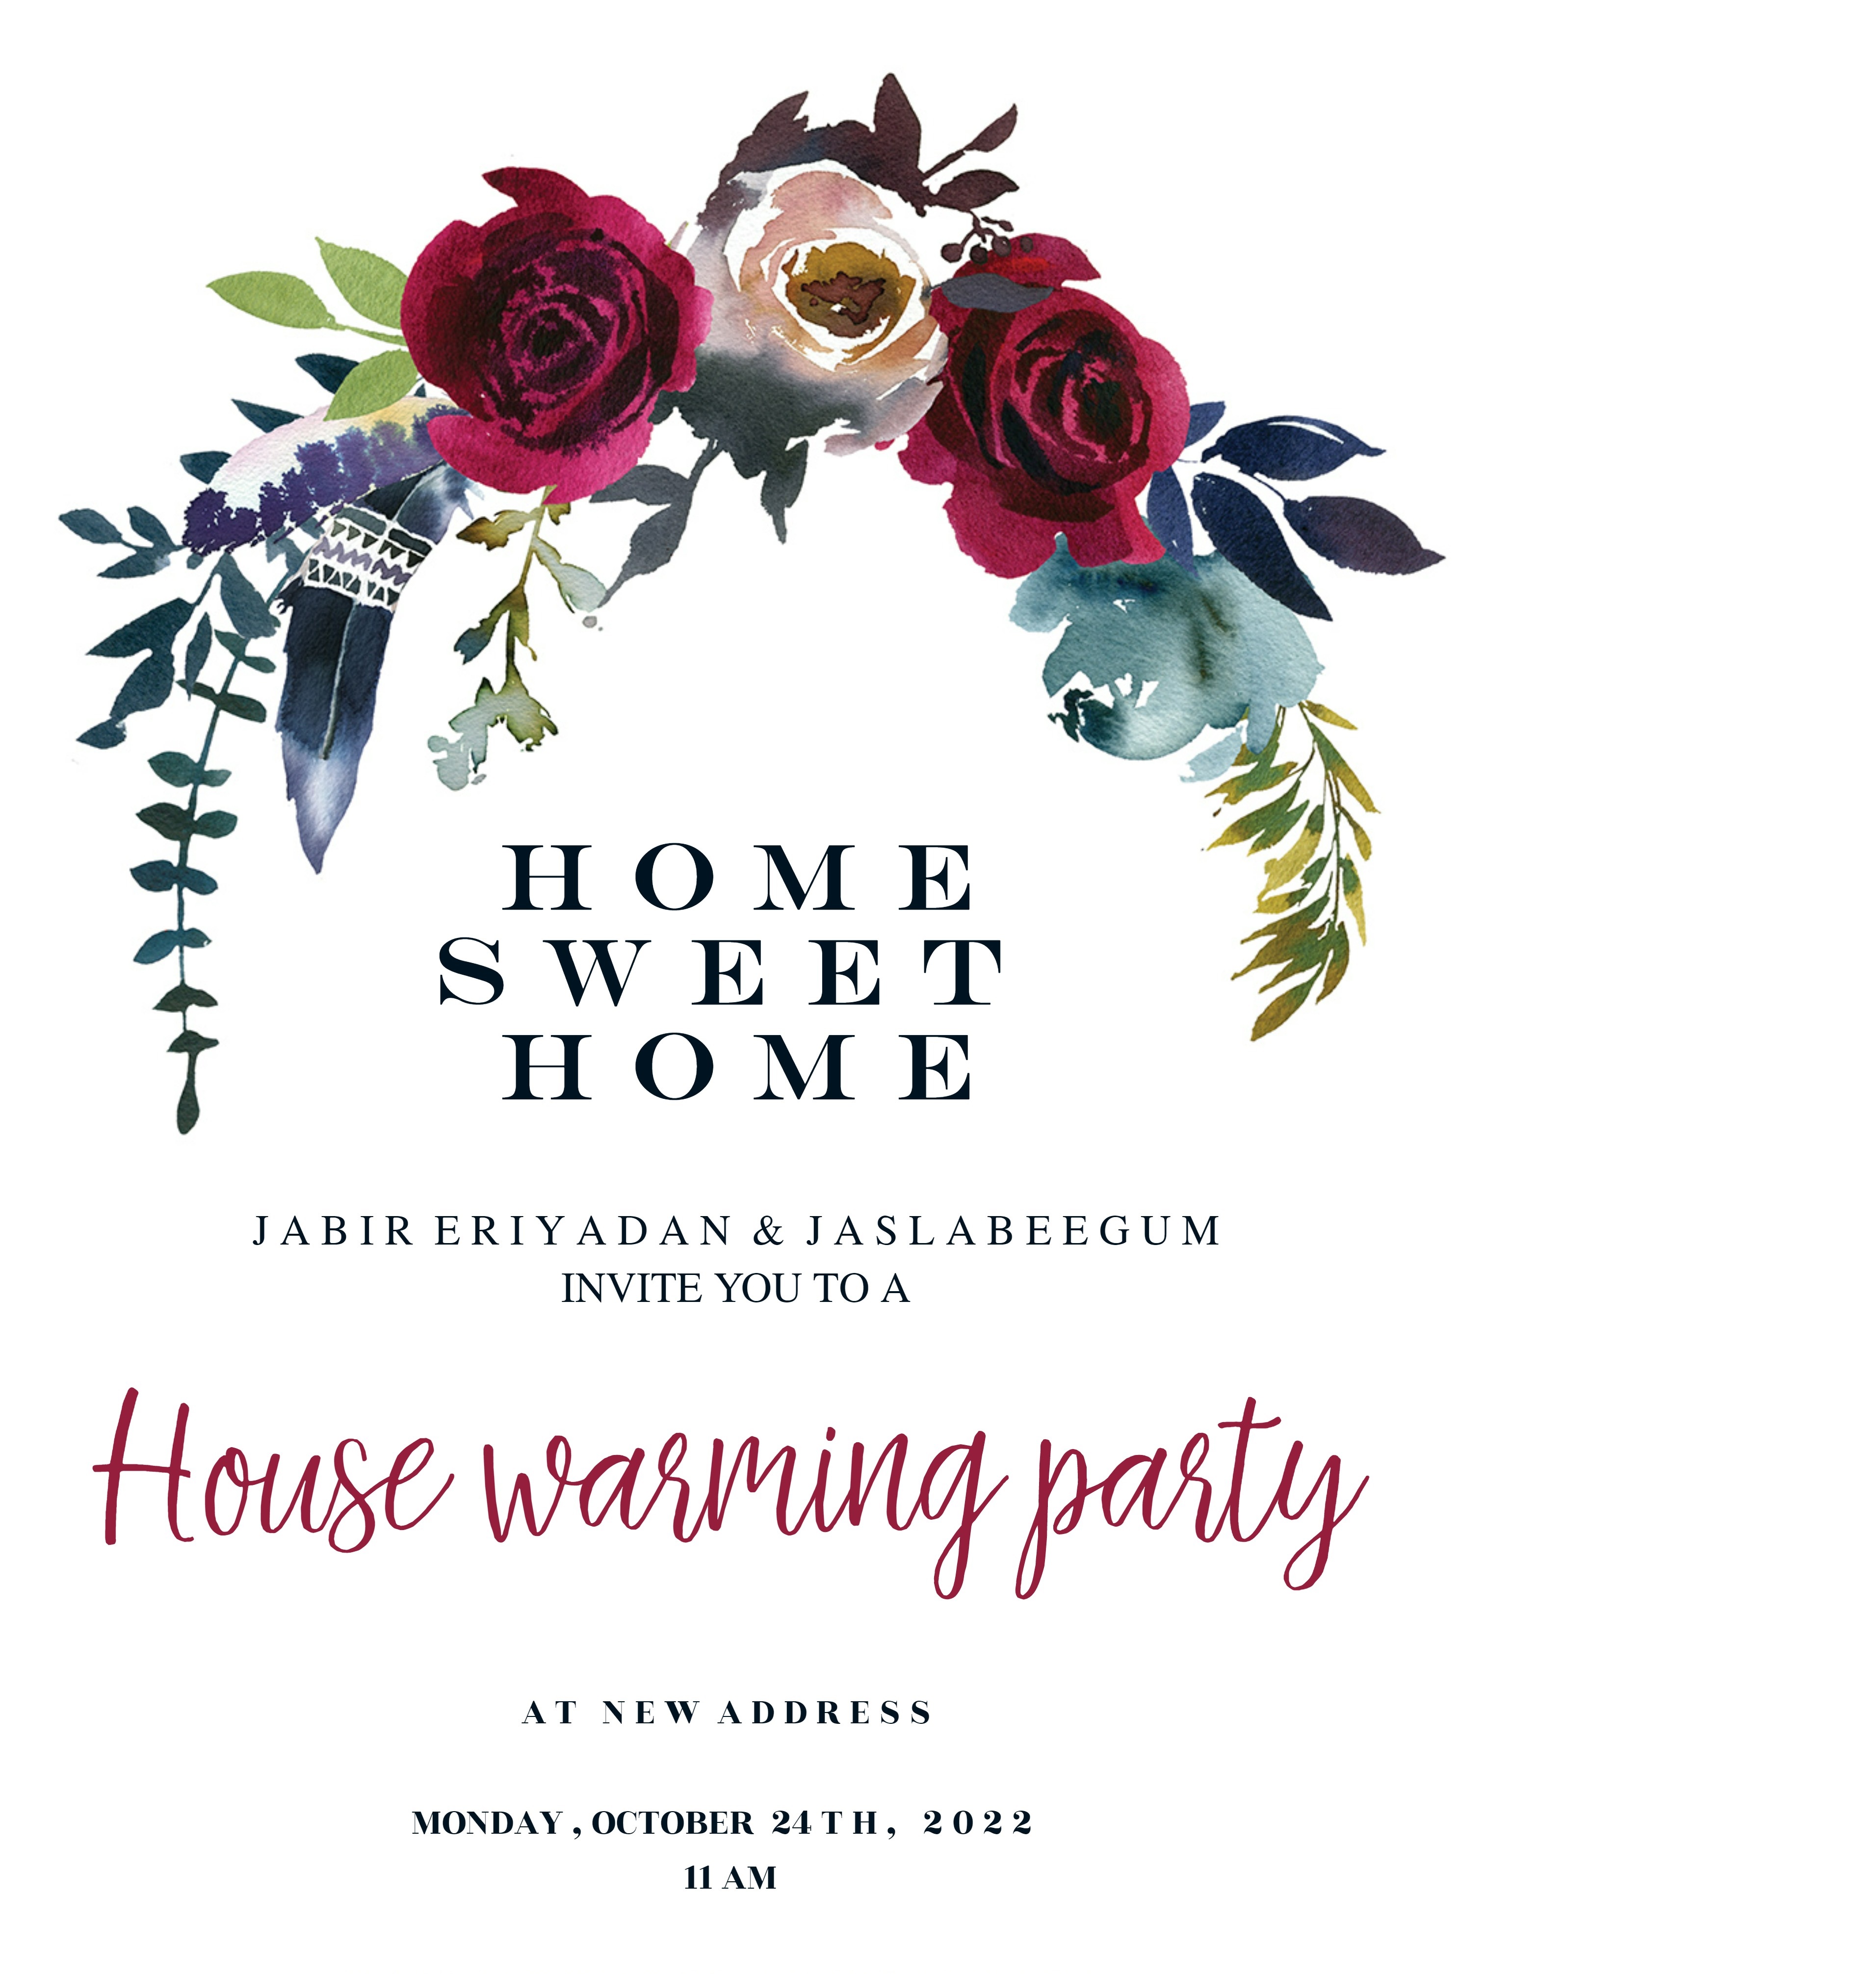 HOME
SWEET
HOME
JABIR ERIYADAN & JASLABEEGUM
INVITE YOU TO A
House warming party
AT NEW ADDRESS
MONDAY , OCTOBER 24TH, 2022
11 AM